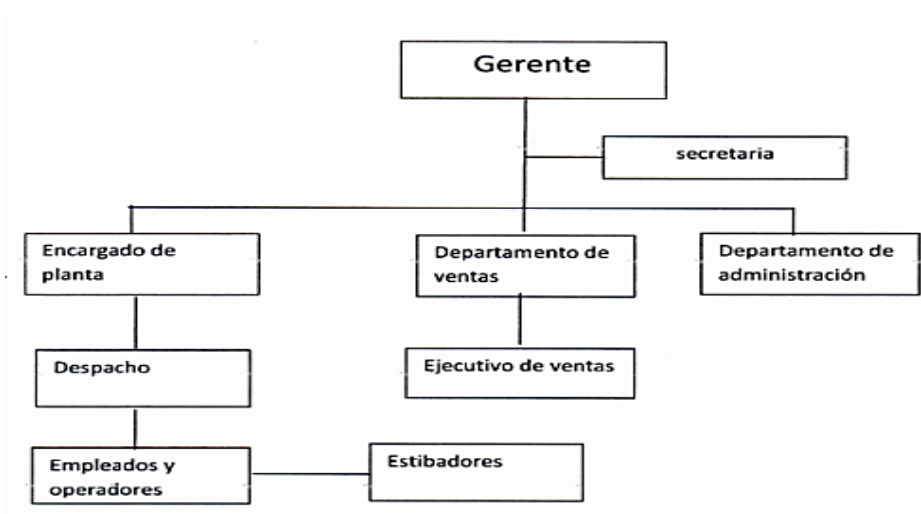 Gerente
secretaria
Encargado de
planta
Departamento de
ventas
Departamento de
administración
Despacho
Ejecutivo de ventas
Empleados y
operadores
Estibadores